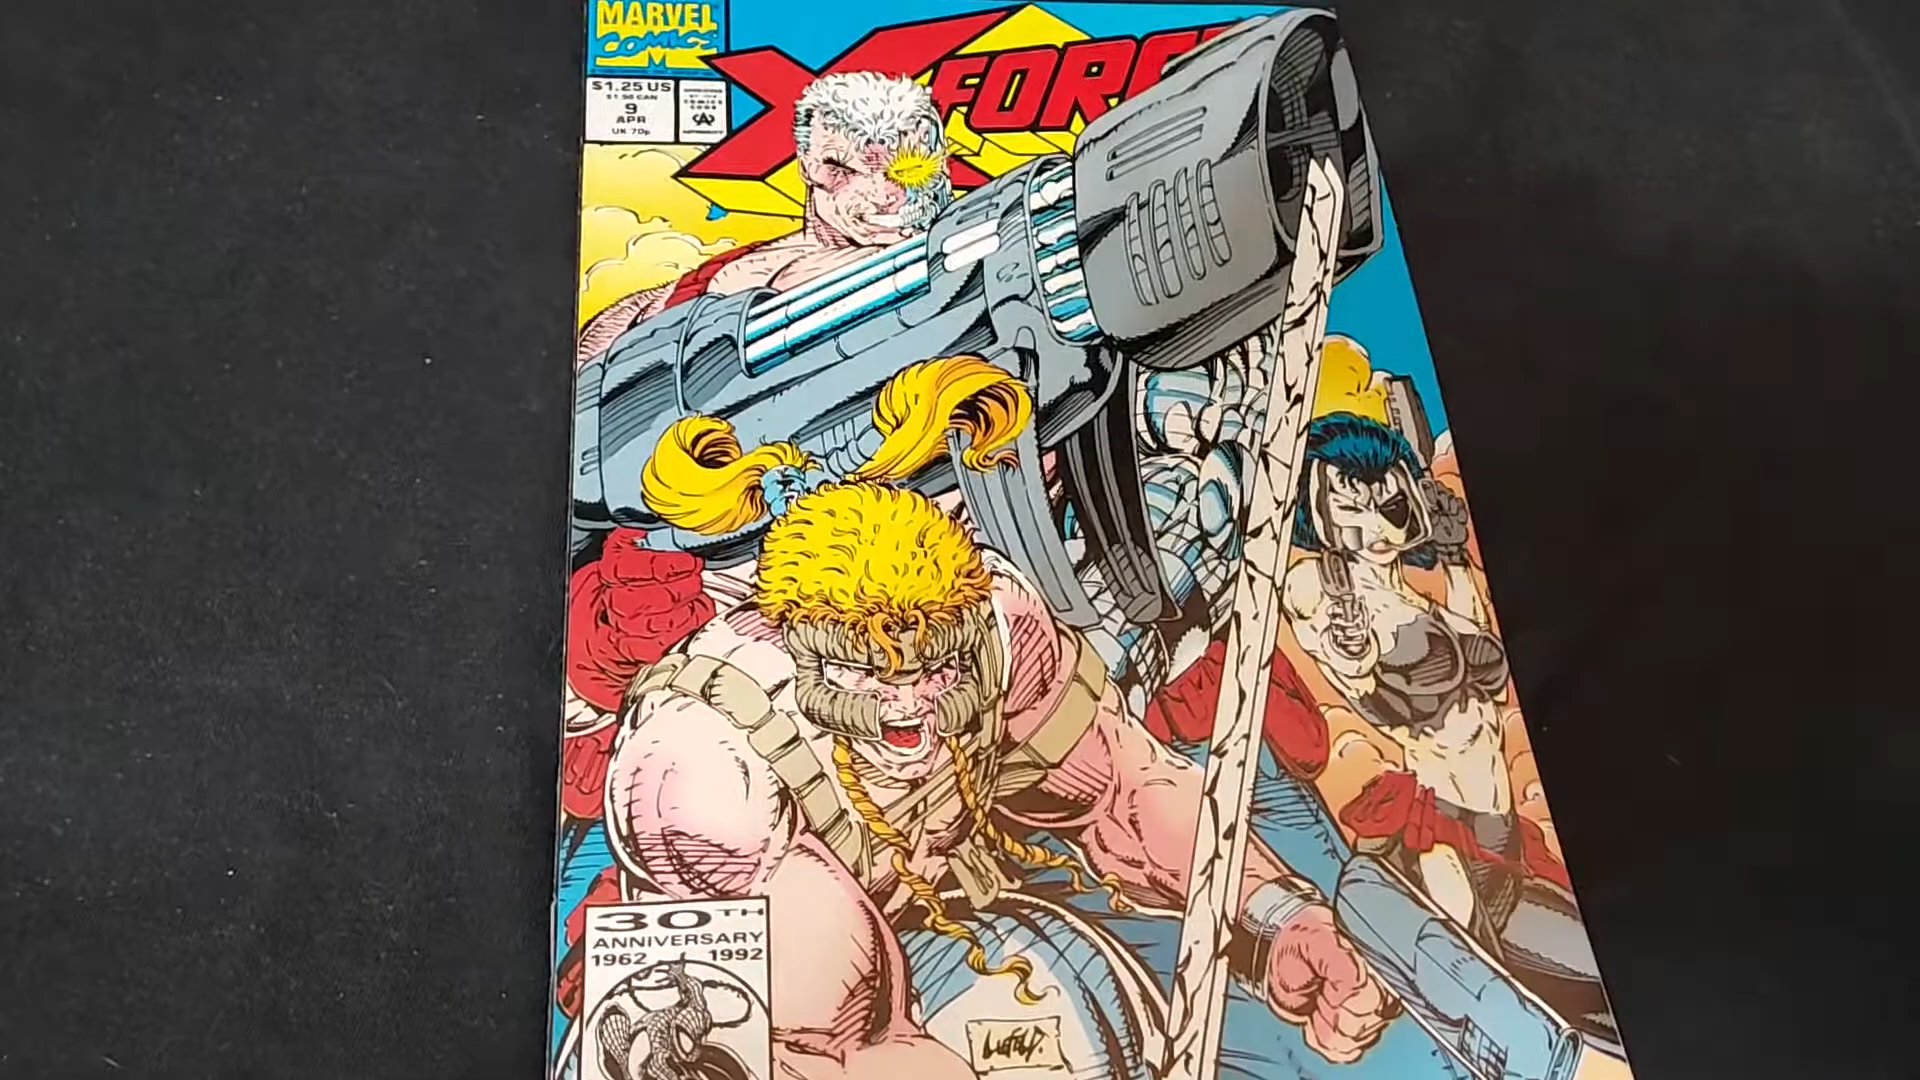 MARVEL
COMICS
M
X-FORCE
$1.25 US
$1.50 CAN
9
APR
UK 70p
APPROVED
BY THE
COMICS
CODE
A
AUTHORITY
30TH
ANNIVERSARY
1962 1992
LIEFELD.